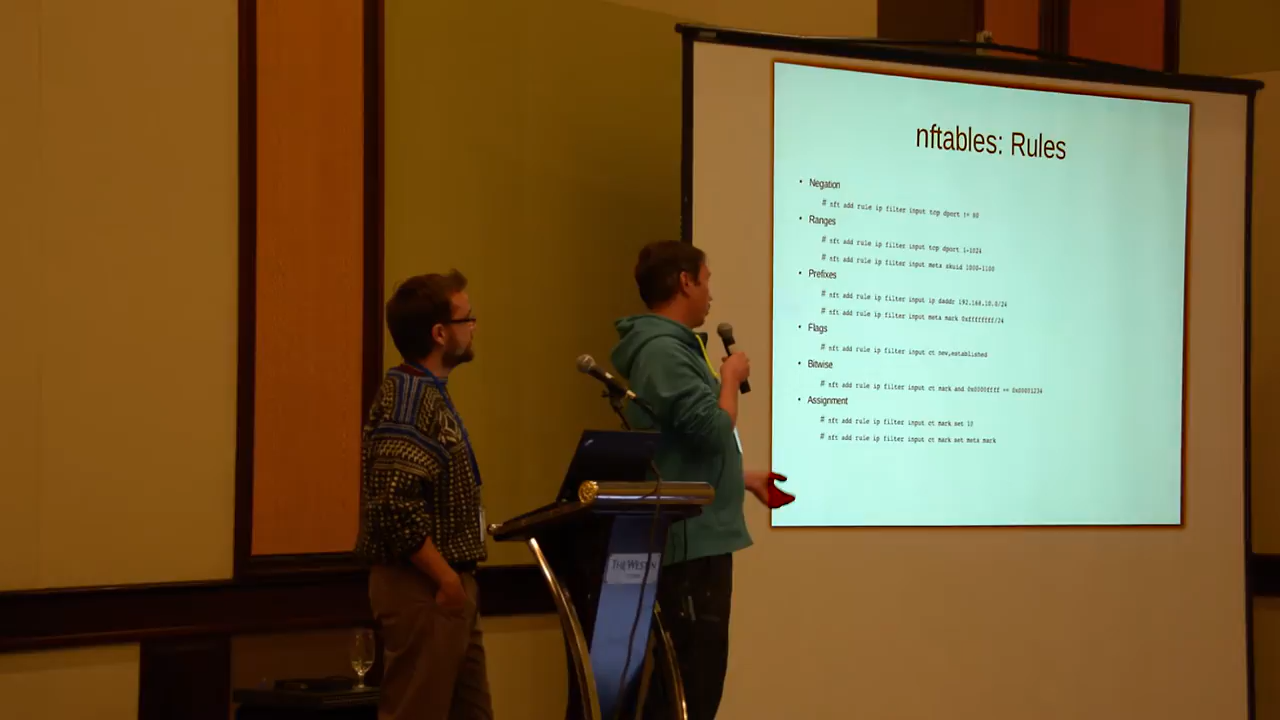 nftables: Rules
• Negation
# nft add rule ip filter input tcp dport != 80
• Ranges
# nft add rule ip filter input tcp dport 1-1024
# nft add rule ip filter input meta skuid 1000-1100
• Prefixes
# nft add rule ip filter input ip daddr 192.168.10.0/24
# nft add rule ip filter input meta mark 0xffffffff/24
• Flags
# nft add rule ip filter input ct new,established
• Bitwise
# nft add rule ip filter input ct mark and 0x0000ffff == 0x00001234
• Assignment
# nft add rule ip filter input ct mark set 10
# nft add rule ip filter input ct mark set meta mark
THE WESTIN